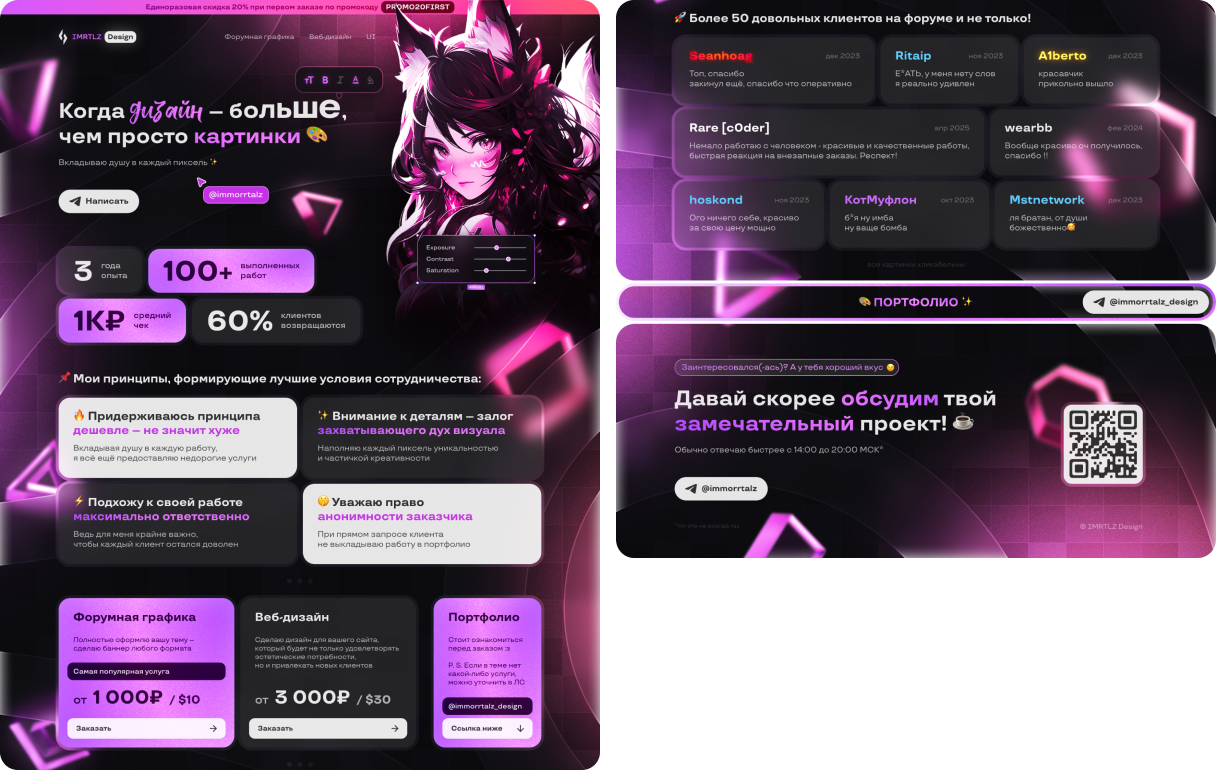 Единоразовая скидка 20% при первом заказе по промокоду PROMO20FIRST
IMRTLZ Design
Форумная графика Веб-дизайн UI
тТ B I A
Когда дизайн — больше,
чем просто картинки 🎨
Вкладываю душу в каждый пиксель ✨
@immorrtalz
Написать
Exposure
Contrast
Saturation
3 года опыта
100+ выполненных работ
1К₽ средний чек
60% клиентов возвращаются
📌 Мои принципы, формирующие лучшие условия сотрудничества:
🔥 Придерживаюсь принципа
дешевле — не значит хуже
Вкладывая душу в каждую работу,
я всё ещё предоставляю недорогие услуги
✨ Внимание к деталям — залог
захватывающего дух визуала
Наполняю каждый пиксель уникальностью
и частичкой креативности
⚡ Подхожу к своей работе
максимально ответственно
Ведь для меня крайне важно,
чтобы каждый клиент остался доволен
🤫 Уважаю право
анонимности заказчика
При прямом запросе клиента
не выкладываю работу в портфолио
Форумная графика
Полностью оформлю вашу тему —
сделаю баннер любого формата
Самая популярная услуга
от 1 000₽ / $10
Заказать →
Веб-дизайн
Сделаю дизайн для вашего сайта,
который будет не только удовлетворять
эстетические потребности,
но и привлекать новых клиентов
от 3 000₽ / $30
Заказать →
Портфолио
Стоит ознакомиться
перед заказом :з
P. S. Если в теме нет
какой-либо услуги,
можно уточнить в ЛС
@immorrtalz_design
Ссылка ниже ↓
🚀 Более 50 довольных клиентов на форуме и не только!
Seanhoag дек 2023
Топ, спасибо
закинул ещё, спасибо что оперативно
Ritaip ноя 2023
Е*АТЬ, у меня нету слов
я реально удивлен
A1berto дек 2023
красавчик
прикольно вышло
Rare [c0der] апр 2025
Немало работаю с человеком - красивые и качественные работы,
быстрая реакция на внезапные заказы. Респект!
wearbb фев 2024
Вообще красиво оч получилось,
спасибо !!
hoskond ноя 2023
Ого ничего себе, красиво
за свою цену мощно
КотМуфлон окт 2023
б*я ну имба
ну ваще бомба
Mstnetwork дек 2023
ля братан, от души
божественно🥰
все картинки кликабельны
🎨 ПОРТФОЛИО ✨
@immorrtalz_design
Заинтересовался(-ась)? А у тебя хороший вкус 😉
Давай скорее обсудим твой
замечательный проект! ☕
Обычно отвечаю быстрее с 14:00 до 20:00 МСК*
@immorrtalz
*Но это не всегда так
© IMRTLZ Design